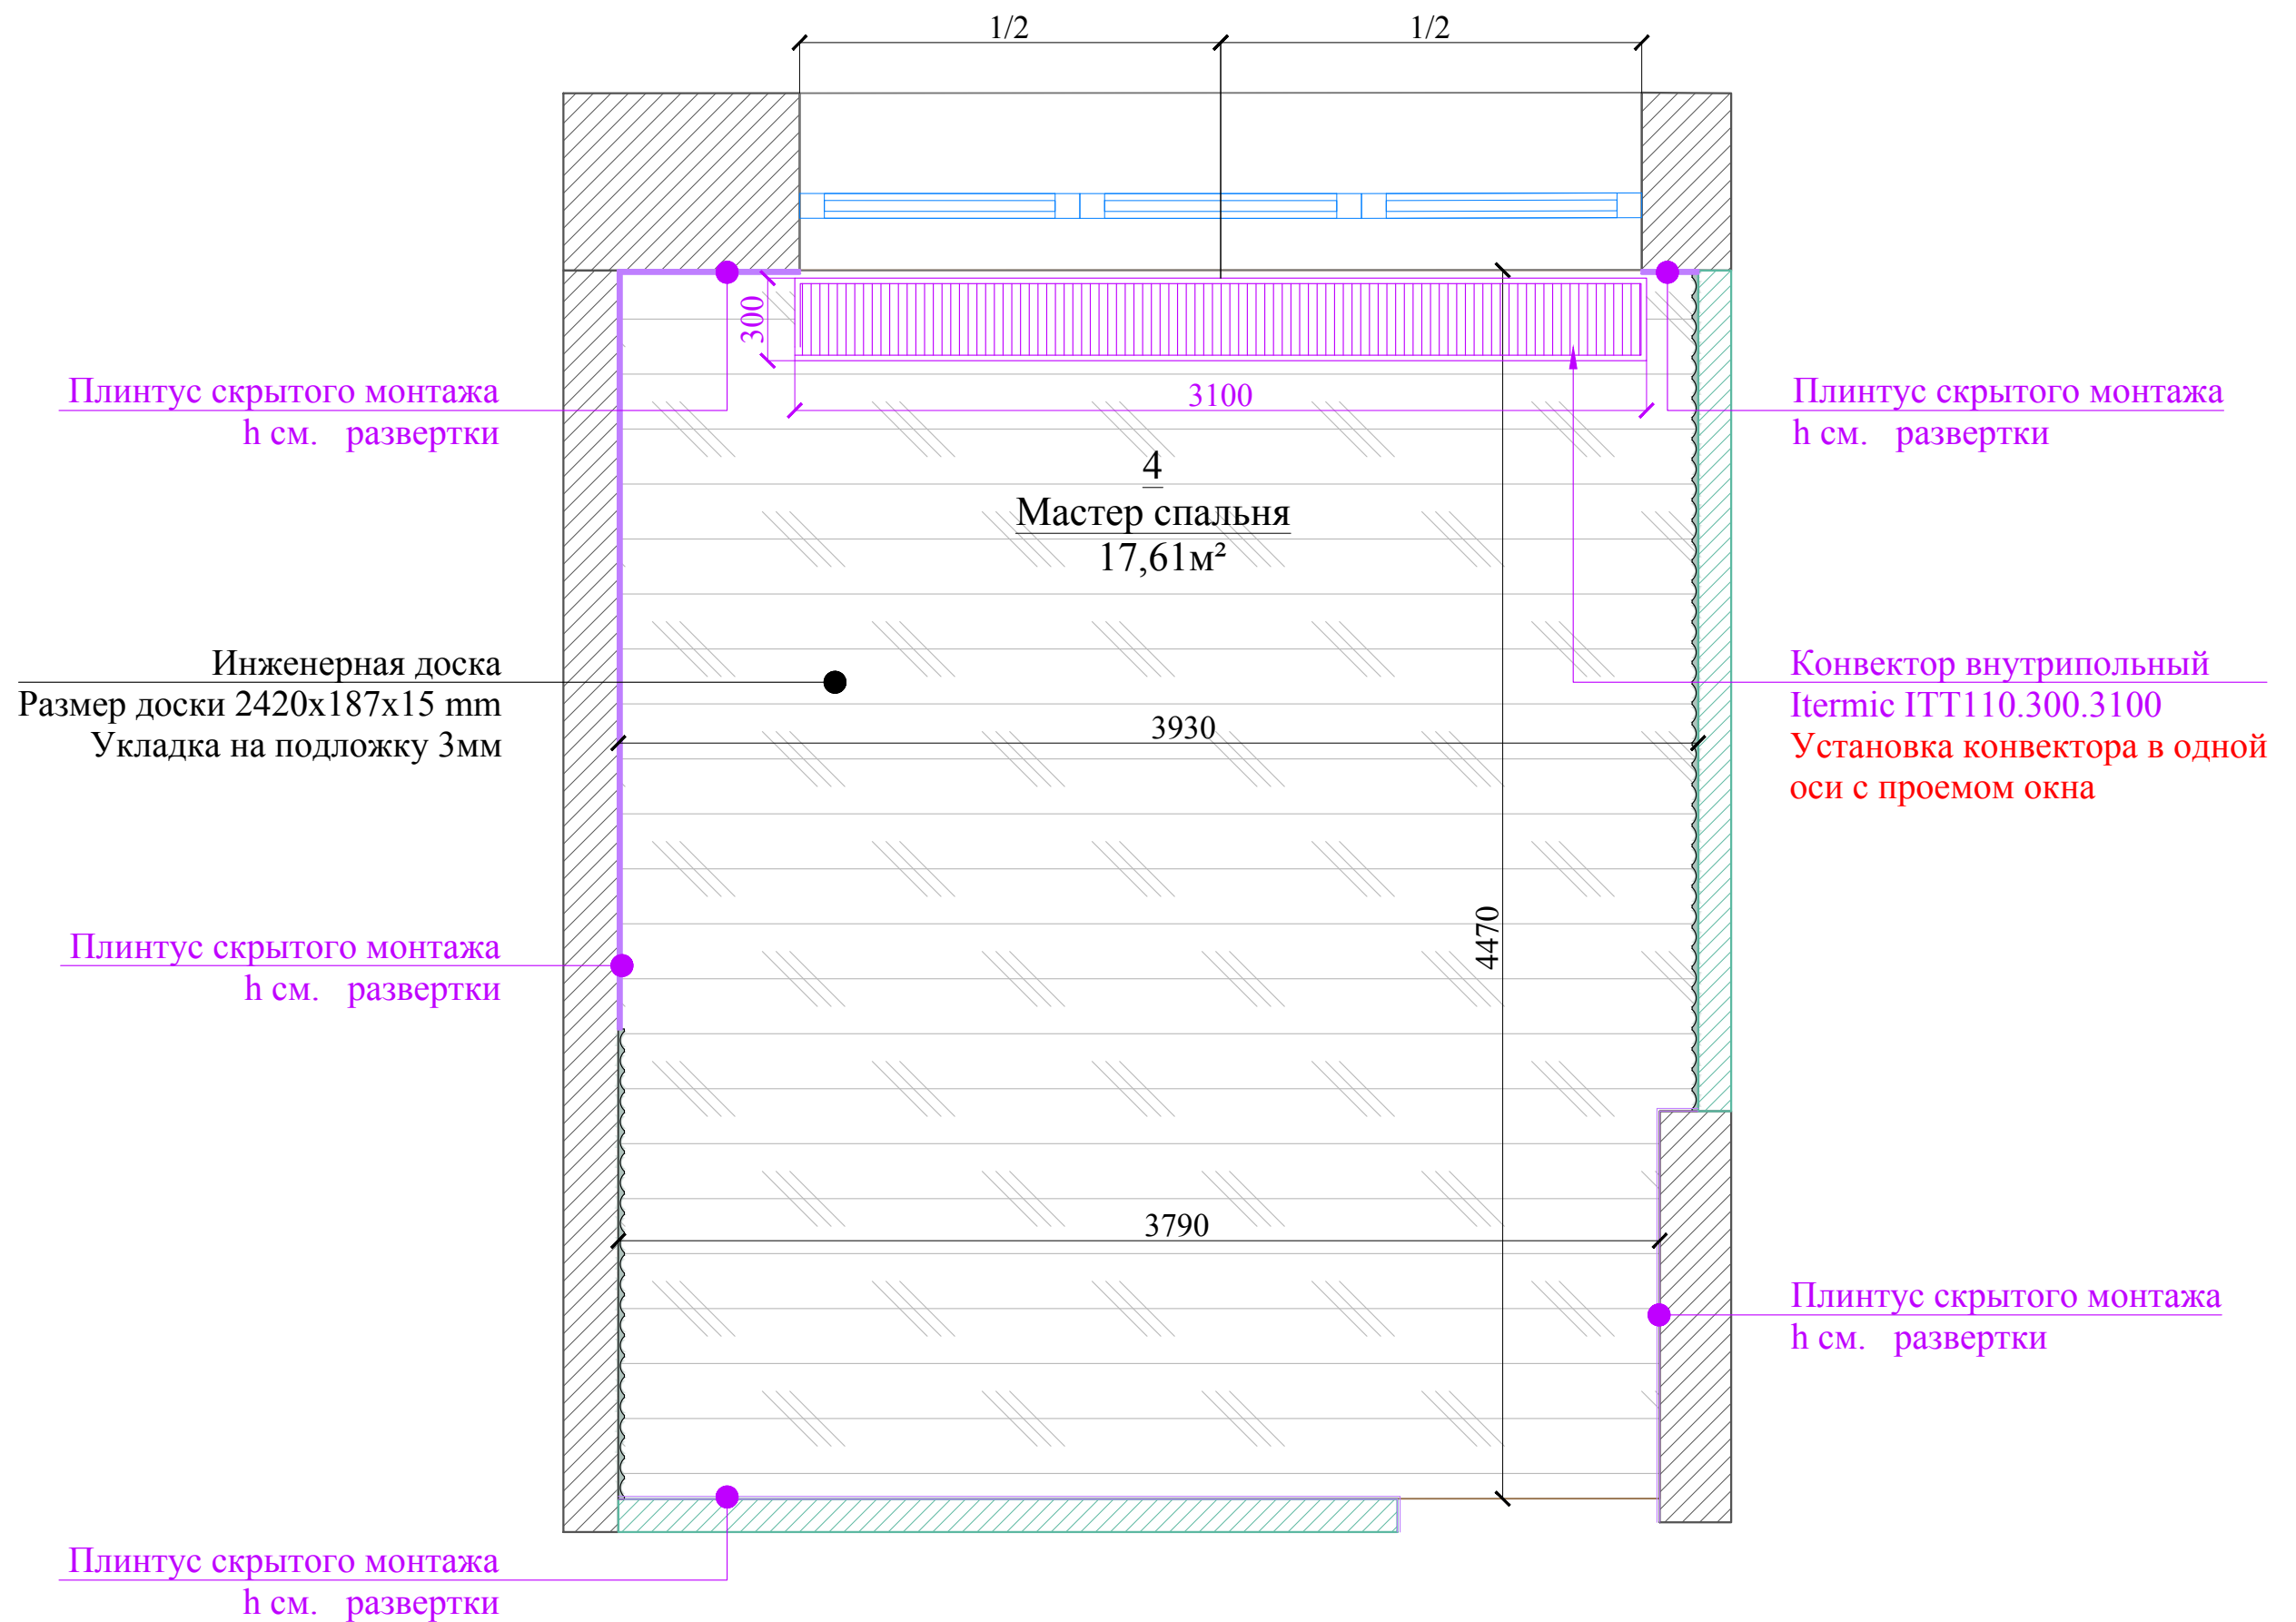 1/2
1/2
300
3100
Плинтус скрытого монтажа
h см. развертки
Плинтус скрытого монтажа
h см. развертки
4
Мастер спальня
17,61м²
Инженерная доска
Размер доски 2420х187х15 mm
Укладка на подложку 3мм
Конвектор внутрипольный
Itermic ITT110.300.3100
Установка конвектора в одной
оси с проемом окна
3930
4470
Плинтус скрытого монтажа
h см. развертки
3790
Плинтус скрытого монтажа
h см. развертки
Плинтус скрытого монтажа
h см. развертки